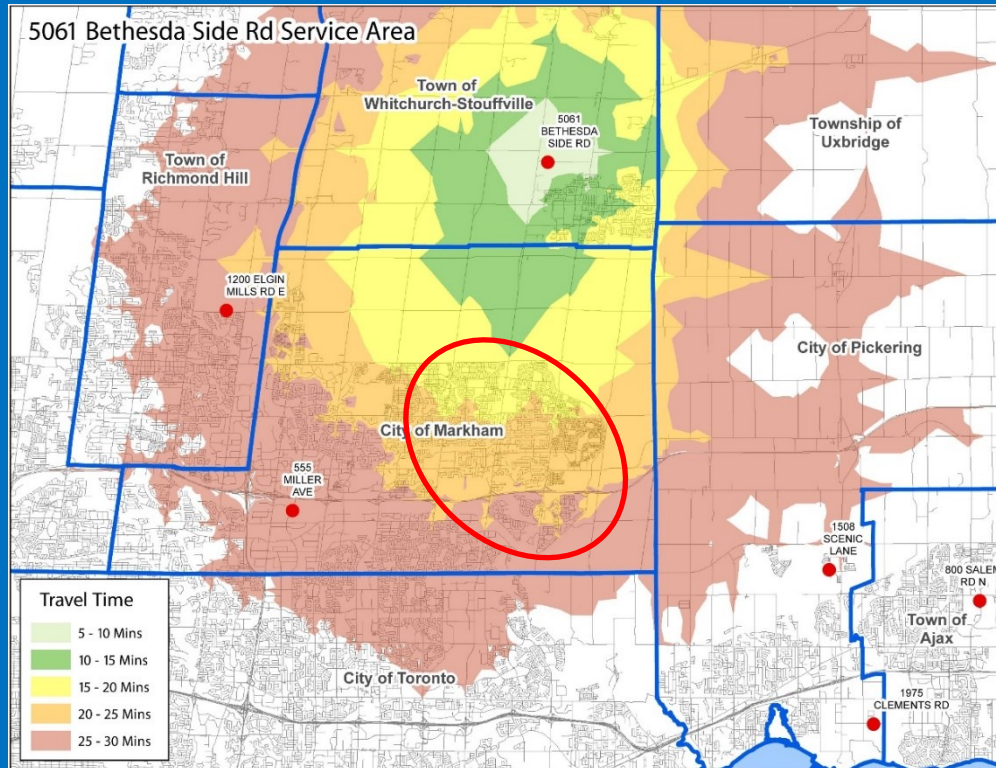 5061 Bethesda Side Rd Service Area
Town of
Whitchurch-Stouffville
5061
BETHESDA
SIDE RD
Township of
Uxbridge
Town of
Richmond Hill
1200 ELGIN
MILLS RD E
City of Pickering
City of Markham
555
MILLER
AVE
1508
SCENIC
LANE
800 SALEM
RD N
Town of
Ajax
City of Toronto
1975
CLEMENTS RD
Travel Time
5 - 10 Mins
10 - 15 Mins
15 - 20 Mins
20 - 25 Mins
25 - 30 Mins